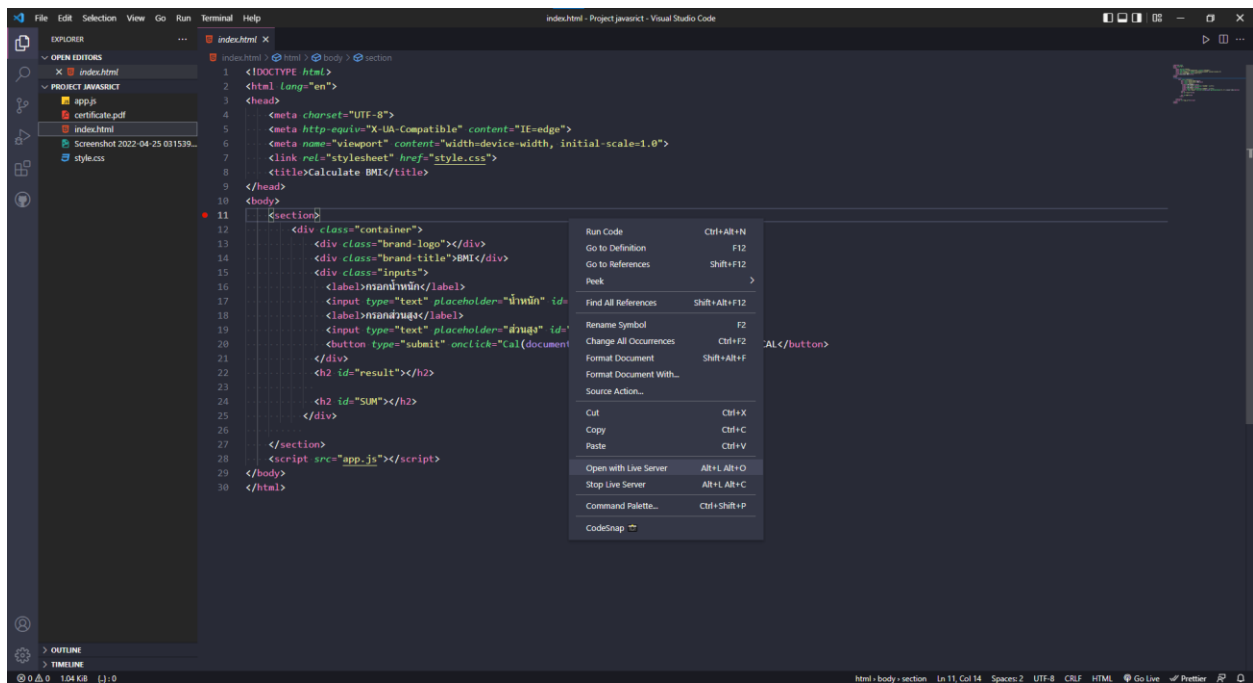 File Edit Selection View Go Run Terminal Help index.html - Project javasrict - Visual Studio Code
EXPLORER
index.html
OPEN EDITORS
index.html
PROJECT JAVASRICT
app.js
certificate.pdf
index.html
Screenshot 2022-04-25 031539...
style.css
OUTLINE
TIMELINE
index.html > html > body > section
1 <!DOCTYPE html>
2 <html lang="en">
3 <head>
4 <meta charset="UTF-8">
5 <meta http-equiv="X-UA-Compatible" content="IE=edge">
6 <meta name="viewport" content="width=device-width, initial-scale=1.0">
7 <link rel="stylesheet" href="style.css">
8 <title>Calculate BMI</title>
9 </head>
10 <body>
11 <section>
12 <div class="container">
13 <div class="brand-logo"></div>
14 <div class="brand-title">BMI</div>
15 <div class="inputs">
16 <label>กรอกน้ำหนัก</label>
17 <input type="text" placeholder="น้ำหนัก" id=
18 <label>กรอกส่วนสูง</label>
19 <input type="text" placeholder="ส่วนสูง" id="
20 <button type="submit" onclick="Cal(document CAL</button>
21 </div>
22 <h2 id="result"></h2>
23
24 <h2 id="SUM"></h2>
25 </div>
26
27 </section>
28 <script src="app.js"></script>
29 </body>
30 </html>
Run Code Ctrl+Alt+N
Go to Definition F12
Go to References Shift+F12
Peek >
Find All References Shift+Alt+F12
Rename Symbol F2
Change All Occurrences Ctrl+F2
Format Document Shift+Alt+F
Format Document With...
Source Action...
Cut Ctrl+X
Copy Ctrl+C
Paste Ctrl+V
Open with Live Server Alt+L Alt+O
Stop Live Server Alt+L Alt+C
Command Palette... Ctrl+Shift+P
CodeSnap
0 0 1.04 KiB {..} : 0 html > body > section Ln 11, Col 14 Spaces: 2 UTF-8 CRLF HTML Go Live Prettier